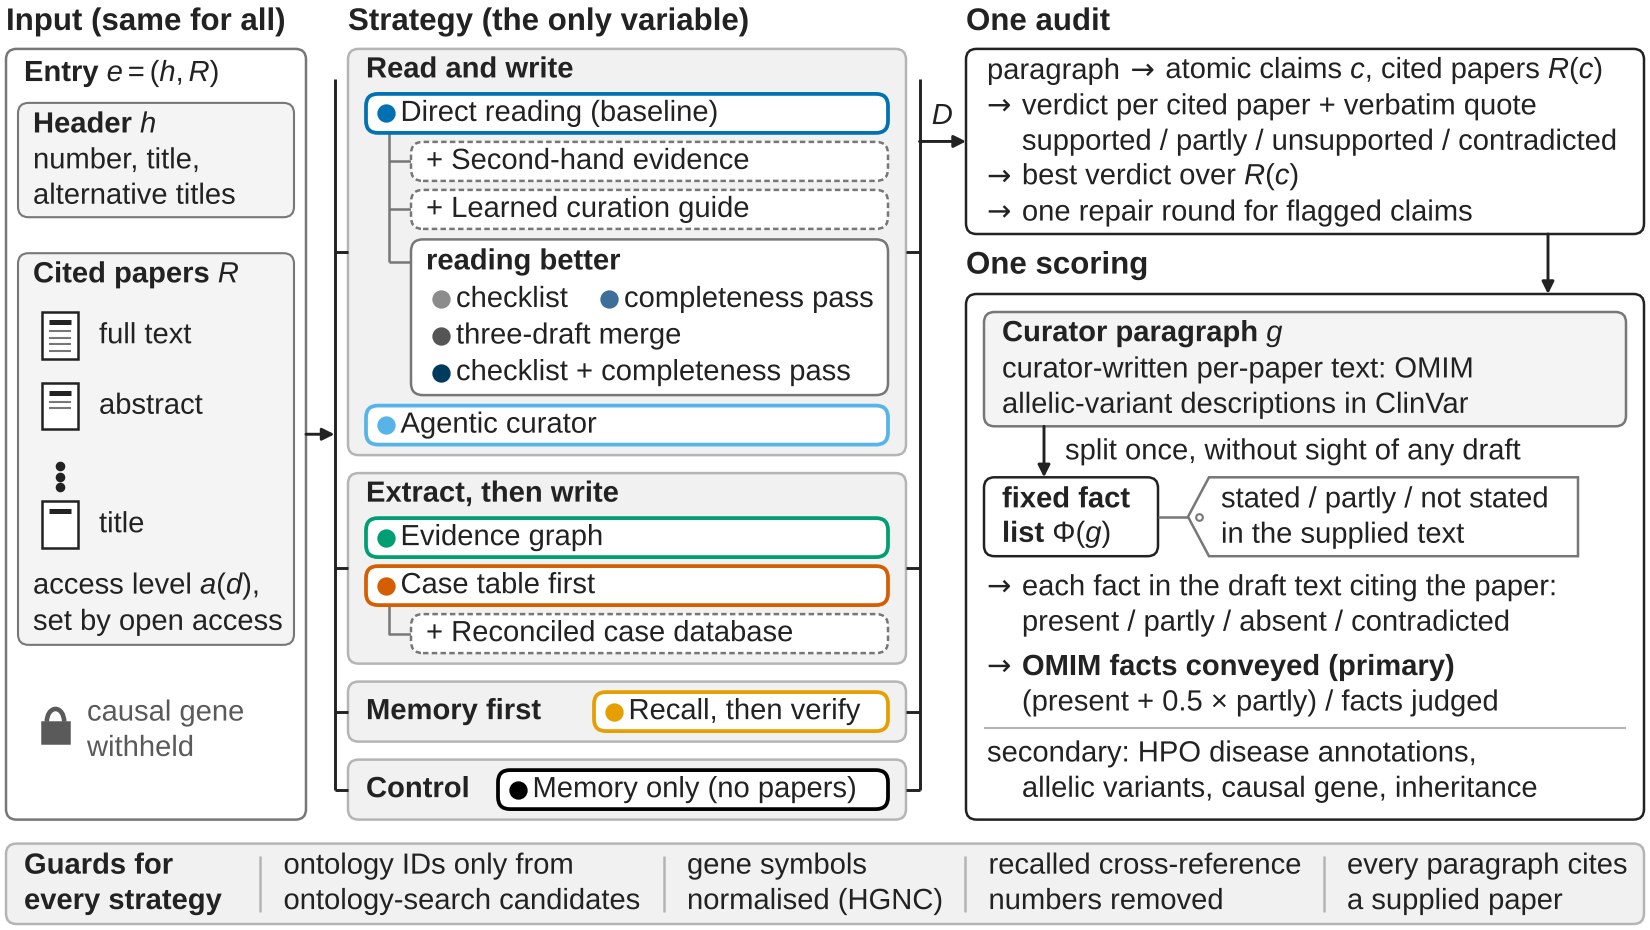 Input (same for all)
Entry e = (h, R)
Header h
number, title,
alternative titles
Cited papers R
full text
abstract
title
access level a(d),
set by open access
causal gene
withheld
Strategy (the only variable)
Read and write
Direct reading (baseline)
+ Second-hand evidence
+ Learned curation guide
reading better
checklist
completeness pass
three-draft merge
checklist + completeness pass
Agentic curator
Extract, then write
Evidence graph
Case table first
+ Reconciled case database
Memory first
Recall, then verify
Control
Memory only (no papers)
D
One audit
paragraph → atomic claims c, cited papers R(c)
→ verdict per cited paper + verbatim quote
supported / partly / unsupported / contradicted
→ best verdict over R(c)
→ one repair round for flagged claims
One scoring
Curator paragraph g
curator-written per-paper text: OMIM
allelic-variant descriptions in ClinVar
split once, without sight of any draft
fixed fact
list Φ(g)
stated / partly / not stated
in the supplied text
→ each fact in the draft text citing the paper:
present / partly / absent / contradicted
→ OMIM facts conveyed (primary)
(present + 0.5 × partly) / facts judged
secondary: HPO disease annotations,
allelic variants, causal gene, inheritance
Guards for
every strategy
ontology IDs only from
ontology-search candidates
gene symbols
normalised (HGNC)
recalled cross-reference
numbers removed
every paragraph cites
a supplied paper